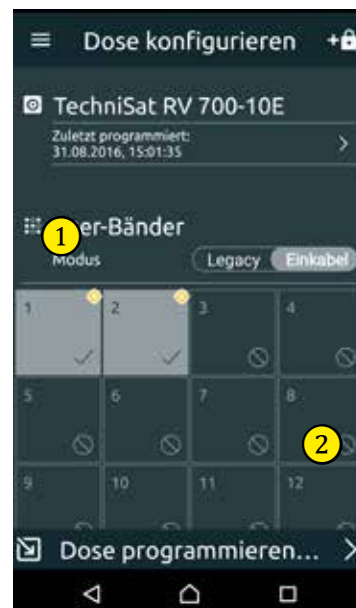 Dose konfigurieren
TechniSat RV 700-10E
Zuletzt programmiert:
31.08.2016, 15:01:35
1
er-Bänder
Modus Legacy Einkabel
1 2 3 4
5 6 7 8
2
9 10 11 12
Dose programmieren...